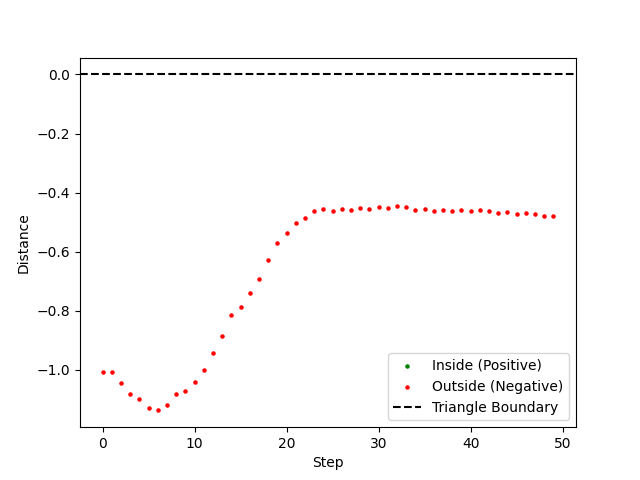 0.0
−0.2
−0.4
−0.6
−0.8
−1.0
Distance
0
10
20
30
40
50
Step
Inside (Positive)
Outside (Negative)
Triangle Boundary